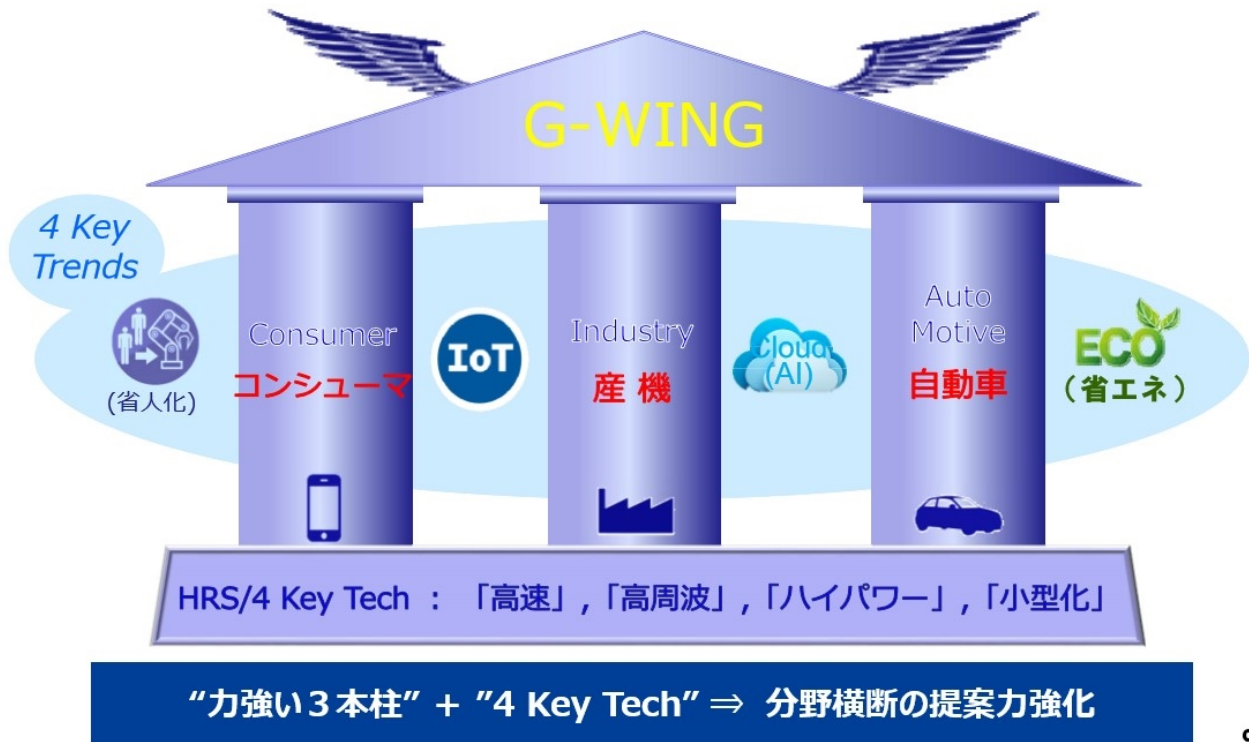 G-WING
4 Key
Trends
(省人化)
Consumer
コンシューマ
IoT
Industry
産 機
Cloud
(AI)
Auto
Motive
自動車
ECO
(省エネ)
HRS/4 Key Tech : 「高速」,「高周波」,「ハイパワー」,「小型化」
“力強い３本柱” + ”4 Key Tech” ⇒ 分野横断の提案力強化